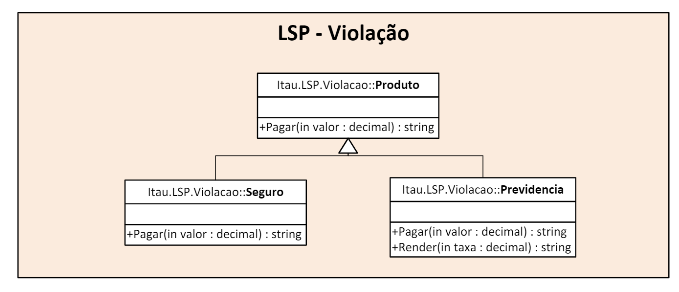 LSP - Violação
Itau.LSP.Violacao::Produto
+Pagar(in valor : decimal) : string
Itau.LSP.Violacao::Seguro
+Pagar(in valor : decimal) : string
Itau.LSP.Violacao::Previdencia
+Pagar(in valor : decimal) : string
+Render(in taxa : decimal) : string